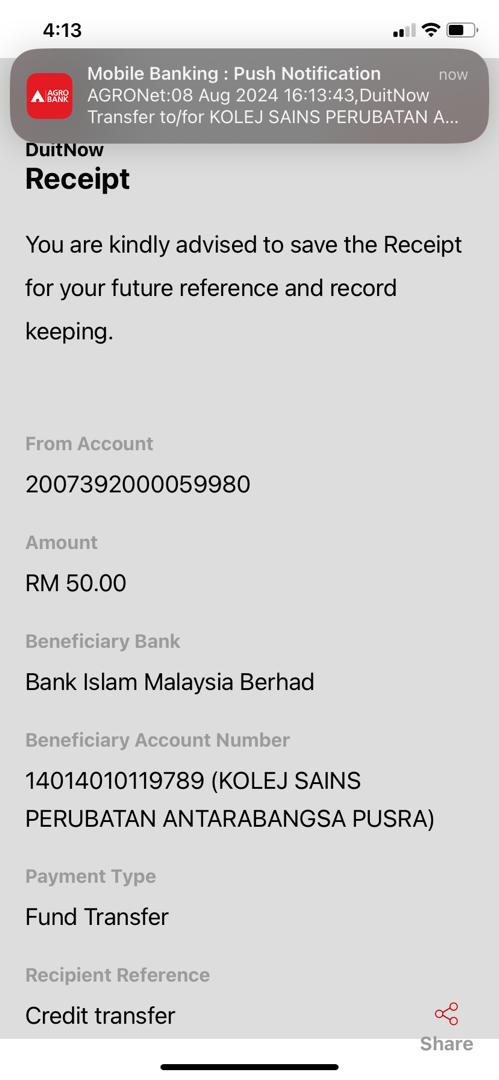 4:13
Mobile Banking : Push Notification
now
AGRO
BANK
AGRONet:08 Aug 2024 16:13:43,DuitNow
Transfer to/for KOLEJ SAINS PERUBATAN A...
DuitNow
Receipt
You are kindly advised to save the Receipt
for your future reference and record
keeping.
From Account
2007392000059980
Amount
RM 50.00
Beneficiary Bank
Bank Islam Malaysia Berhad
Beneficiary Account Number
14014010119789 (KOLEJ SAINS
PERUBATAN ANTARABANGSA PUSRA)
Payment Type
Fund Transfer
Recipient Reference
Credit transfer
Share